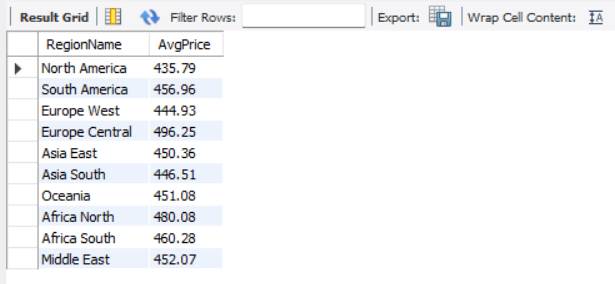 Result Grid Filter Rows: Export: Wrap Cell Content: IA
RegionName AvgPrice
North America 435.79
South America 456.96
Europe West 444.93
Europe Central 496.25
Asia East 450.36
Asia South 446.51
Oceania 451.08
Africa North 480.08
Africa South 460.28
Middle East 452.07